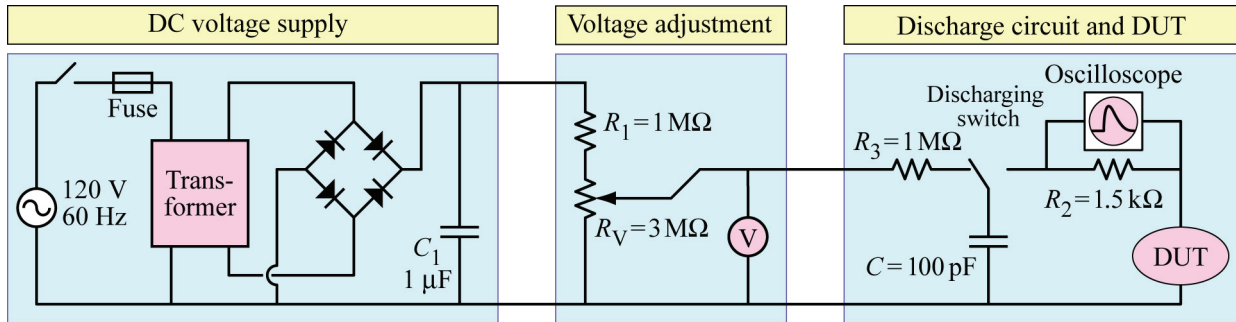 DC voltage supply
Voltage adjustment
Discharge circuit and DUT
Fuse
120 V
60 Hz
Trans-
former
C₁
1 μF
R₁ = 1 MΩ
R_V = 3 MΩ
V
R₃ = 1 MΩ
Discharging
switch
C = 100 pF
Oscilloscope
R₂ = 1.5 kΩ
DUT